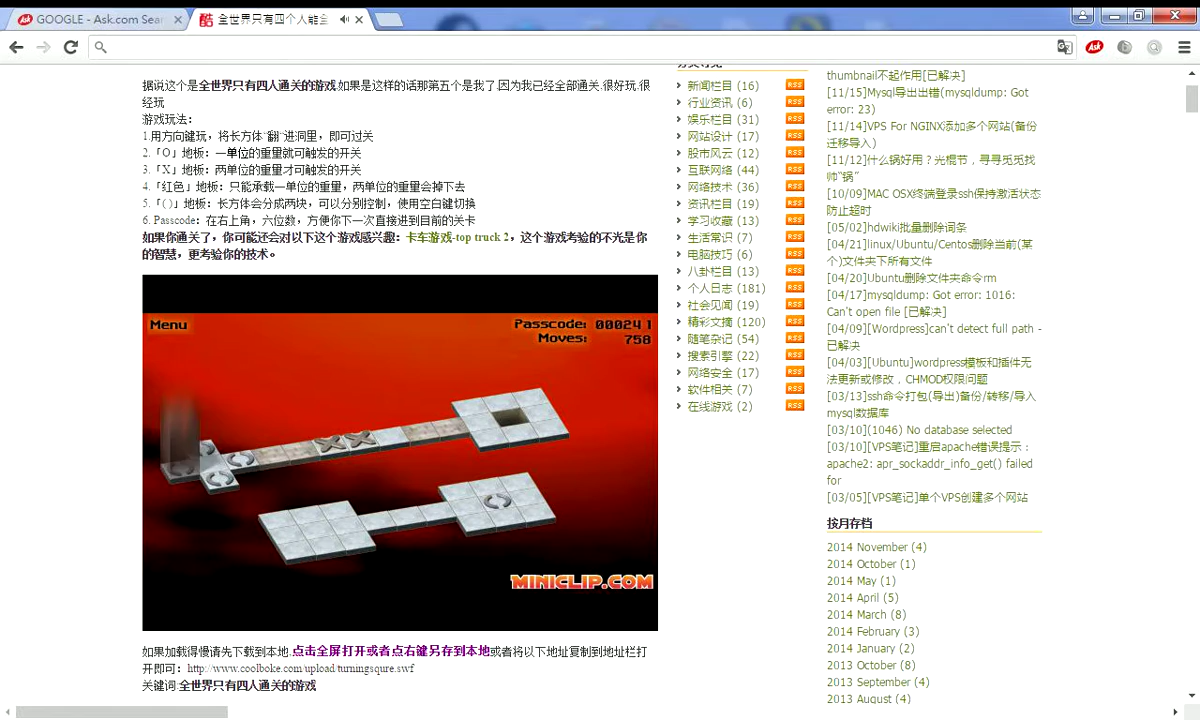 GOOGLE - Ask.com Sear
全世界只有四个人能全
Ask
据说这个是全世界只有四人通关的游戏.如果是这样的话那第五个是我了.因为我已经全部通关.很好玩.很
经玩
游戏玩法：
1.用方向键玩，将长方体"翻"进洞里，即可过关
2.「O」地板：一单位的重量就可触发的开关
3.「X」地板：两单位的重量才可触发的开关
4.「红色」地板：只能承载一单位的重量，两单位的重量会掉下去
5.「( )」地板：长方体会分成两块，可以分别控制，使用空白键切换
6. Passcode：在右上角，六位数，方便你下一次直接进到目前的关卡
如果你通关了，你可能还会对以下这个游戏感兴趣：卡车游戏-top truck 2，这个游戏考验的不光是你
的智慧，更考验你的技术。
Menu
Passcode: 000241
Moves: 758
MINICLIP.COM
如果加载得慢请先下载到本地.点击全屏打开或者点右键另存到本地或者将以下地址复制到地址栏打
开即可：http://www.coolboke.com/upload/turningsqure.swf
关键词:全世界只有四人通关的游戏
新闻栏目 (16) RSS
行业资讯 (6) RSS
娱乐栏目 (31) RSS
网站设计 (17) RSS
股市风云 (12) RSS
互联网络 (44) RSS
网络技术 (36) RSS
资讯栏目 (19) RSS
学习收藏 (13) RSS
生活常识 (7) RSS
电脑技巧 (6) RSS
八卦栏目 (13) RSS
个人日志 (181) RSS
社会见闻 (19) RSS
精彩文摘 (120) RSS
随笔杂记 (54) RSS
搜索引擎 (22) RSS
网络安全 (17) RSS
软件相关 (7) RSS
在线游戏 (2) RSS
thumbnail不起作用[已解决]
[11/15]Mysql导出出错(mysqldump: Got
error: 23)
[11/14]VPS For NGINX添加多个网站(备份
迁移导入)
[11/12]什么锅好用？光棍节，寻寻觅觅找
帅"锅"
[10/09]MAC OSX终端登录ssh保持激活状态
防止超时
[05/02]hdwiki批量删除词条
[04/21]linux/Ubuntu/Centos删除当前(某
个)文件夹下所有文件
[04/20]Ubuntu删除文件夹命令rm
[04/17]mysqldump: Got error: 1016:
Can't open file [已解决]
[04/09][Wordpress]can't detect full path -
已解决
[04/03][Ubuntu]wordpress模板和插件无
法更新或修改，CHMOD权限问题
[03/13]ssh命令打包(导出)备份/转移/导入
mysql数据库
[03/10](1046) No database selected
[03/10][VPS笔记]重启apache错误提示：
apache2: apr_sockaddr_info_get() failed
for
[03/05][VPS笔记]单个VPS创建多个网站
按月存档
2014 November (4)
2014 October (1)
2014 May (1)
2014 April (5)
2014 March (8)
2014 February (3)
2014 January (2)
2013 October (8)
2013 September (4)
2013 August (4)